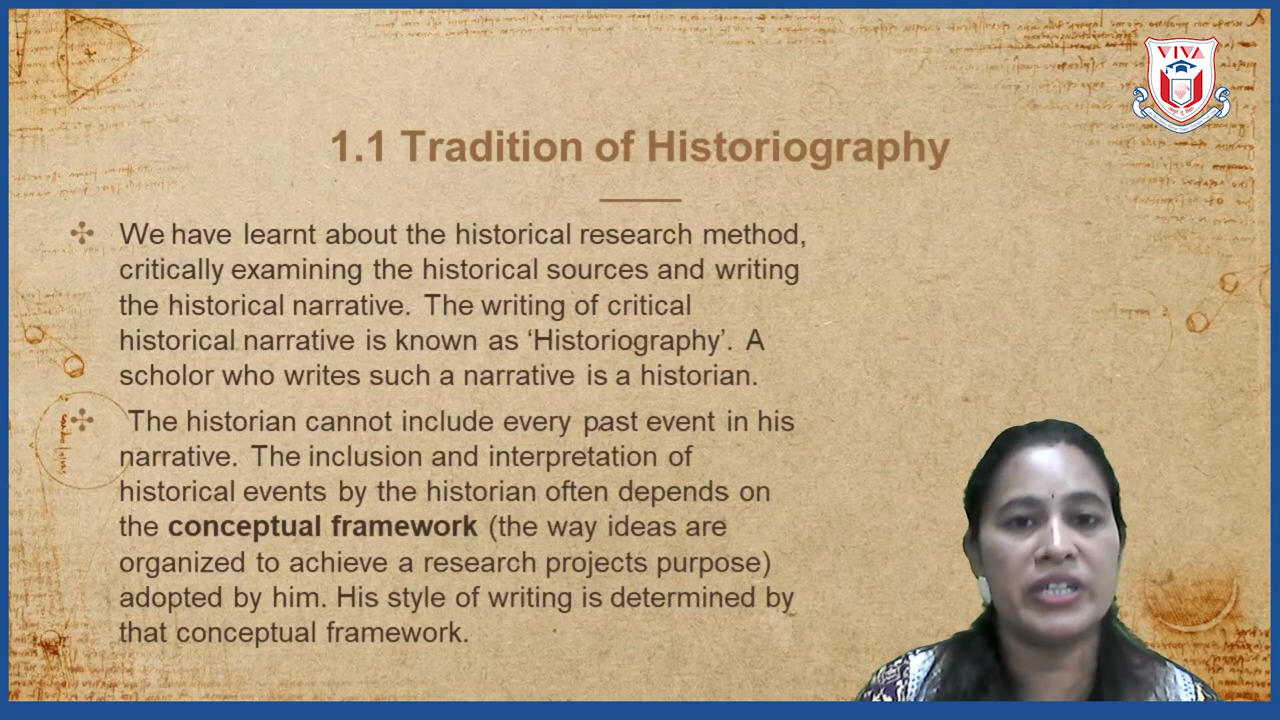 VIVA
1.1 Tradition of Historiography
We have learnt about the historical research method,
critically examining the historical sources and writing
the historical narrative. The writing of critical
historical narrative is known as ‘Historiography’. A
scholor who writes such a narrative is a historian.
The historian cannot include every past event in his
narrative. The inclusion and interpretation of
historical events by the historian often depends on
the conceptual framework (the way ideas are
organized to achieve a research projects purpose)
adopted by him. His style of writing is determined by
that conceptual framework.